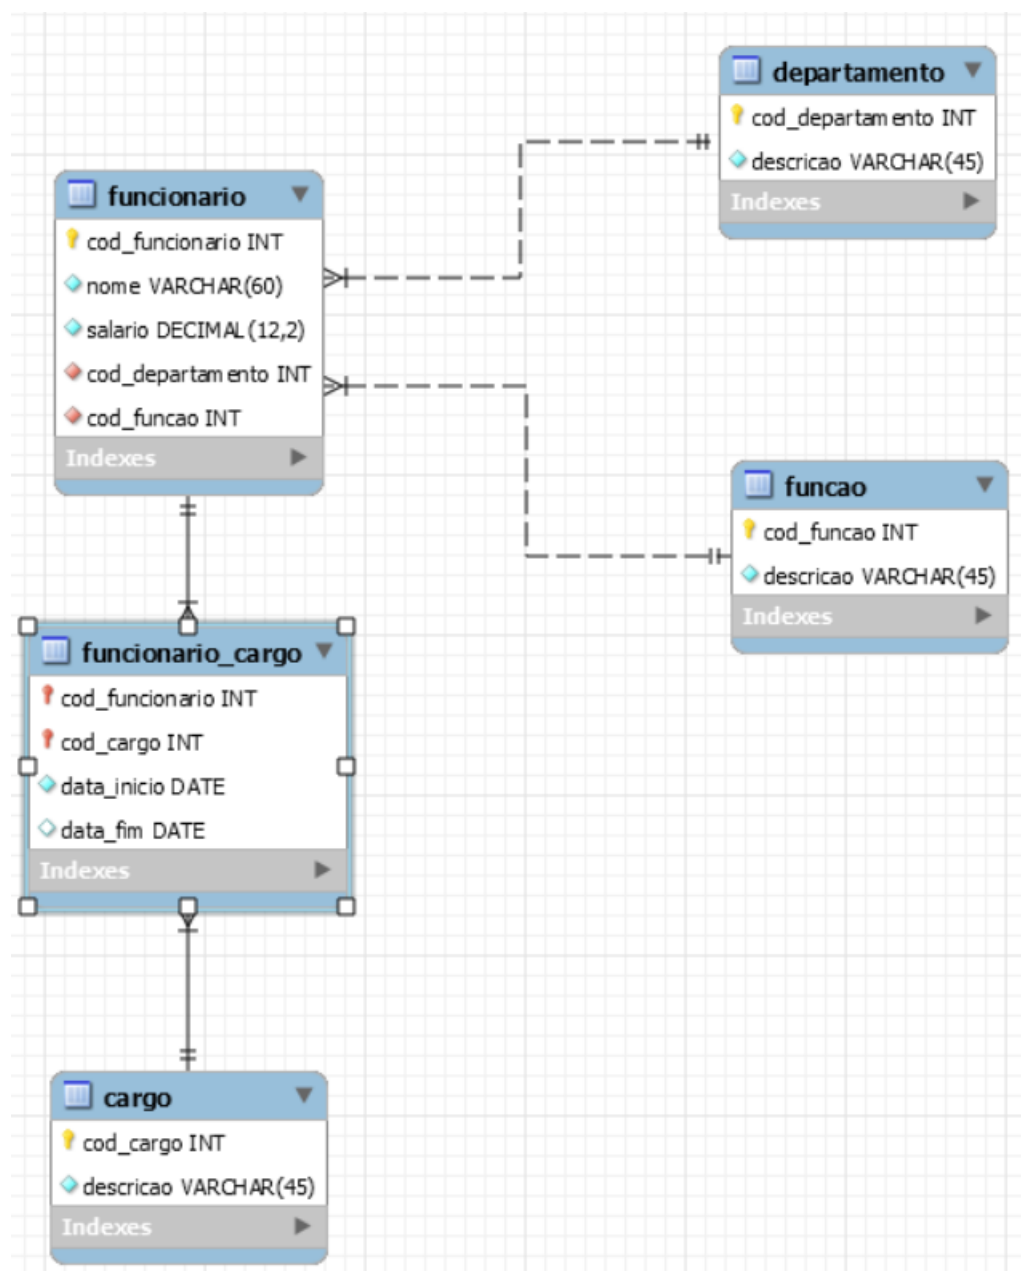 departamento
cod_departamento INT
descricao VARCHAR(45)
Indexes
funcionario
cod_funcionario INT
nome VARCHAR(60)
salario DECIMAL(12,2)
cod_departamento INT
cod_funcao INT
Indexes
funcao
cod_funcao INT
descricao VARCHAR(45)
Indexes
funcionario_cargo
cod_funcionario INT
cod_cargo INT
data_inicio DATE
data_fim DATE
Indexes
cargo
cod_cargo INT
descricao VARCHAR(45)
Indexes